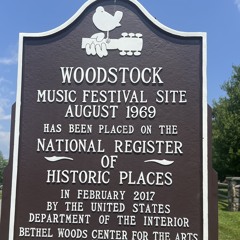 WOODSTOCK
MUSIC FESTIVAL SITE
AUGUST 1969
HAS BEEN PLACED ON THE
NATIONAL REGISTER
OF
HISTORIC PLACES
IN FEBRUARY 2017
BY THE UNITED STATES
DEPARTMENT OF THE INTERIOR
BETHEL WOODS CENTER FOR THE ARTS